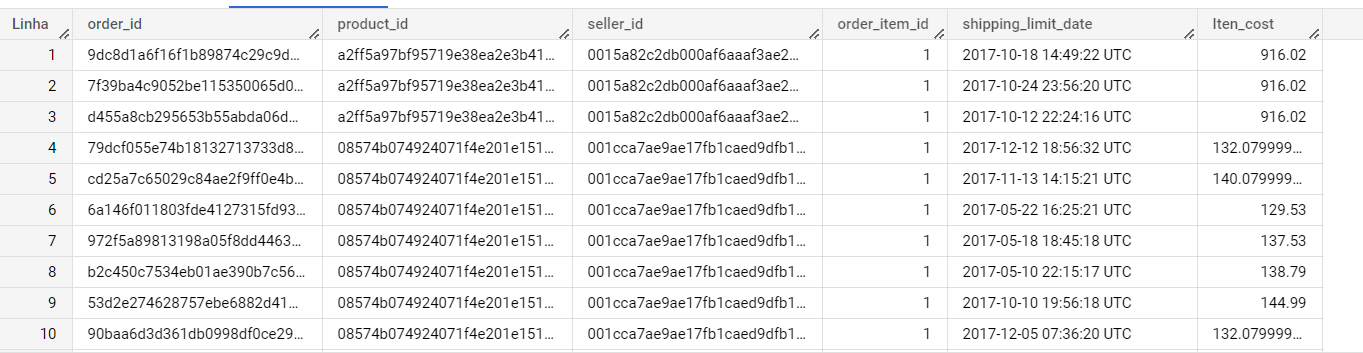 Linha order_id product_id seller_id order_item_id shipping_limit_date Iten_cost
1 9dc8d1a6f16f1b89874c29c9d... a2ff5a97bf95719e38ea2e3b41... 0015a82c2db000af6aaaf3ae2... 1 2017-10-18 14:49:22 UTC 916.02
2 7f39ba4c9052be115350065d0... a2ff5a97bf95719e38ea2e3b41... 0015a82c2db000af6aaaf3ae2... 1 2017-10-24 23:56:20 UTC 916.02
3 d455a8cb295653b55abda06d... a2ff5a97bf95719e38ea2e3b41... 0015a82c2db000af6aaaf3ae2... 1 2017-10-12 22:24:16 UTC 916.02
4 79dcf055e74b18132713733d8... 08574b074924071f4e201e151... 001cca7ae9ae17fb1caed9dfb1... 1 2017-12-12 18:56:32 UTC 132.079999...
5 cd25a7c65029c84ae2f9ff0e4b... 08574b074924071f4e201e151... 001cca7ae9ae17fb1caed9dfb1... 1 2017-11-13 14:15:21 UTC 140.079999...
6 6a146f011803fde4127315fd93... 08574b074924071f4e201e151... 001cca7ae9ae17fb1caed9dfb1... 1 2017-05-22 16:25:21 UTC 129.53
7 972f5a89813198a05f8dd4463... 08574b074924071f4e201e151... 001cca7ae9ae17fb1caed9dfb1... 1 2017-05-18 18:45:18 UTC 137.53
8 b2c450c7534eb01ae390b7c56... 08574b074924071f4e201e151... 001cca7ae9ae17fb1caed9dfb1... 1 2017-05-10 22:15:17 UTC 138.79
9 53d2e274628757ebe6882d41... 08574b074924071f4e201e151... 001cca7ae9ae17fb1caed9dfb1... 1 2017-10-10 19:56:18 UTC 144.99
10 90baa6d3d361db0998df0ce29... 08574b074924071f4e201e151... 001cca7ae9ae17fb1caed9dfb1... 1 2017-12-05 07:36:20 UTC 132.079999...